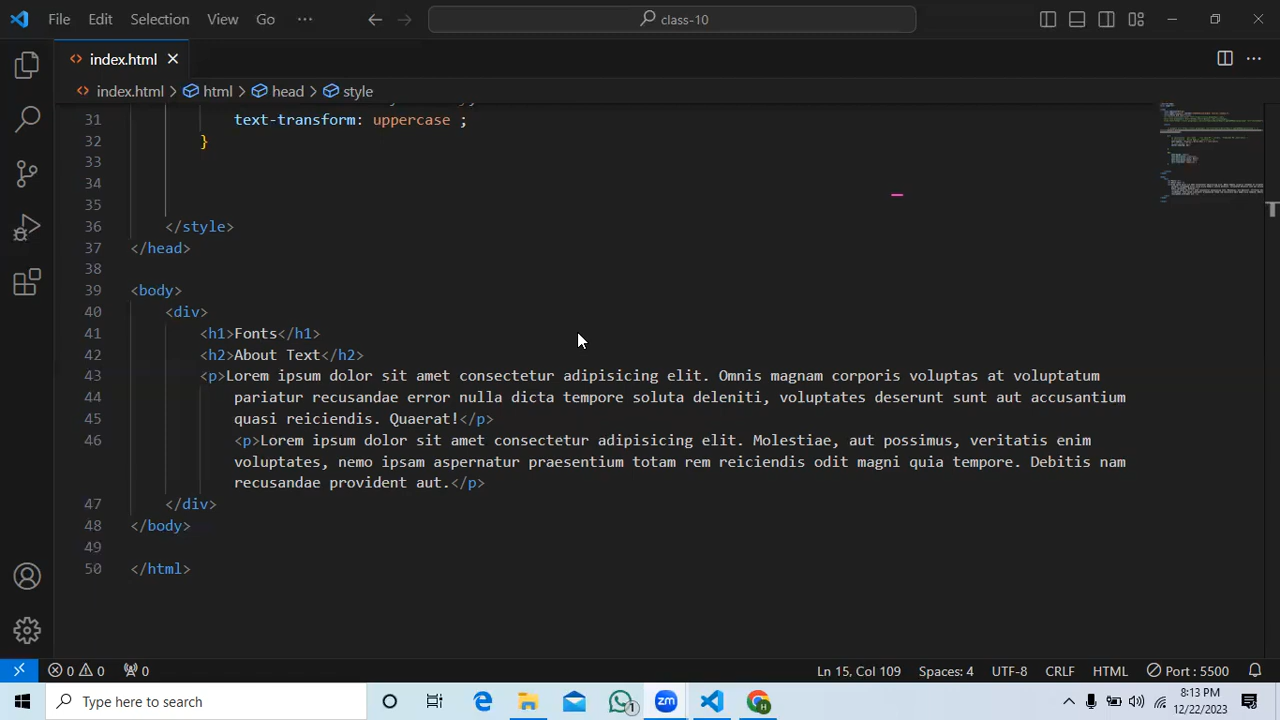 File Edit Selection View Go ··· class-10
index.html
index.html > html > head > style
31 text-transform: uppercase ;
32 }
33
34
35
36 </style>
37 </head>
38
39 <body>
40 <div>
41 <h1>Fonts</h1>
42 <h2>About Text</h2>
43 <p>Lorem ipsum dolor sit amet consectetur adipisicing elit. Omnis magnam corporis voluptas at voluptatum
44 pariatur recusandae error nulla dicta tempore soluta deleniti, voluptates deserunt sunt aut accusantium
45 quasi reiciendis. Quaerat!</p>
46 <p>Lorem ipsum dolor sit amet consectetur adipisicing elit. Molestiae, aut possimus, veritatis enim
voluptates, nemo ipsam aspernatur praesentium totam rem reiciendis odit magni quia tempore. Debitis nam
recusandae provident aut.</p>
47 </div>
48 </body>
49
50 </html>
0 0 0 Ln 15, Col 109 Spaces: 4 UTF-8 CRLF HTML Port : 5500
Type here to search 1 zm H 8:13 PM
12/22/2023